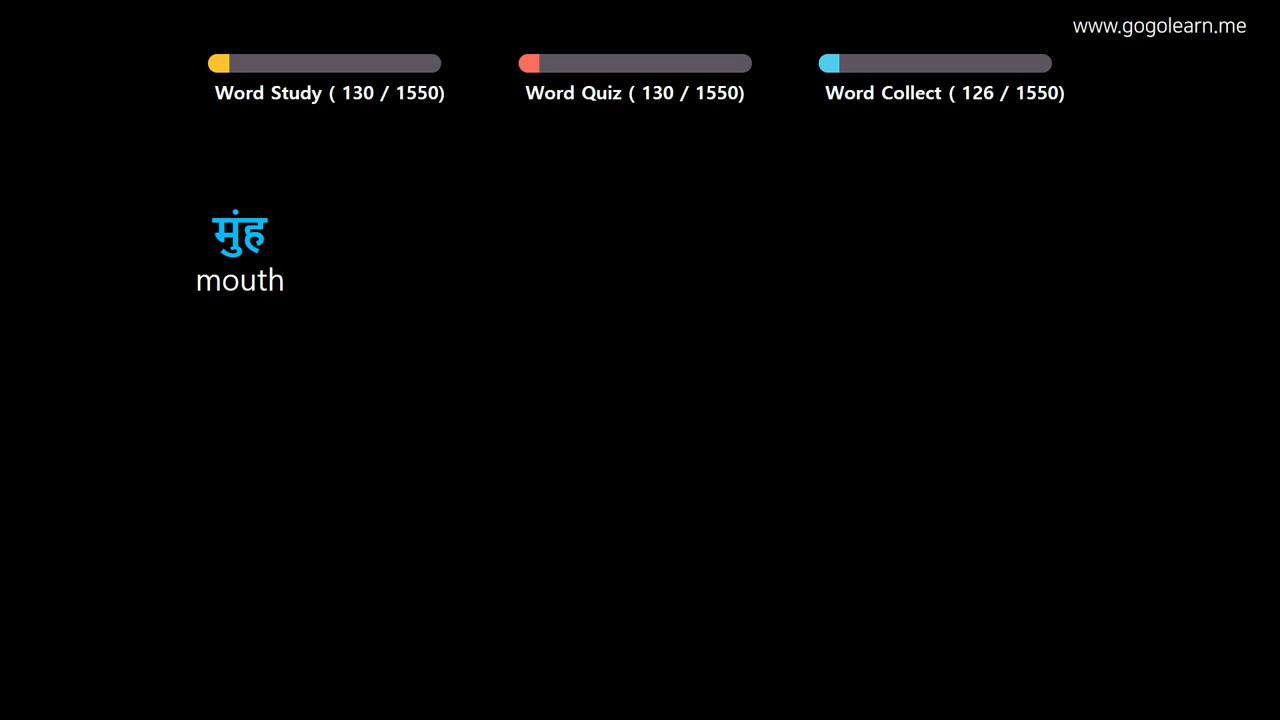 www.gogolearn.me
Word Study ( 130 / 1550)
Word Quiz ( 130 / 1550)
Word Collect ( 126 / 1550)
मुंह
mouth